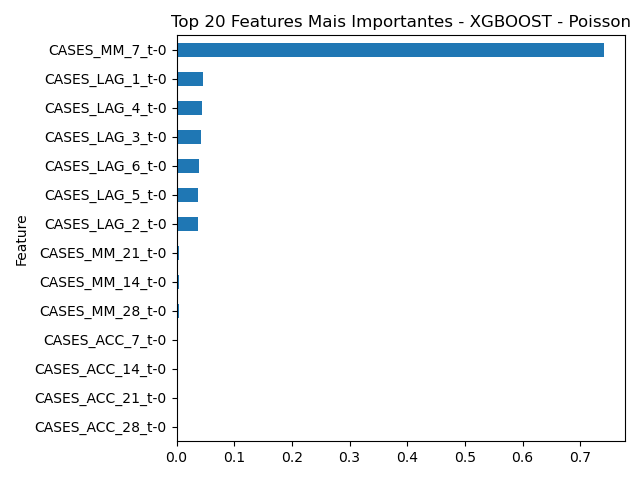 Top 20 Features Mais Importantes - XGBOOST - Poisson
CASES_MM_7_t-0
CASES_LAG_1_t-0
CASES_LAG_4_t-0
CASES_LAG_3_t-0
CASES_LAG_6_t-0
CASES_LAG_5_t-0
CASES_LAG_2_t-0
CASES_MM_21_t-0
CASES_MM_14_t-0
CASES_MM_28_t-0
CASES_ACC_7_t-0
CASES_ACC_14_t-0
CASES_ACC_21_t-0
CASES_ACC_28_t-0
Feature
0.0 0.1 0.2 0.3 0.4 0.5 0.6 0.7